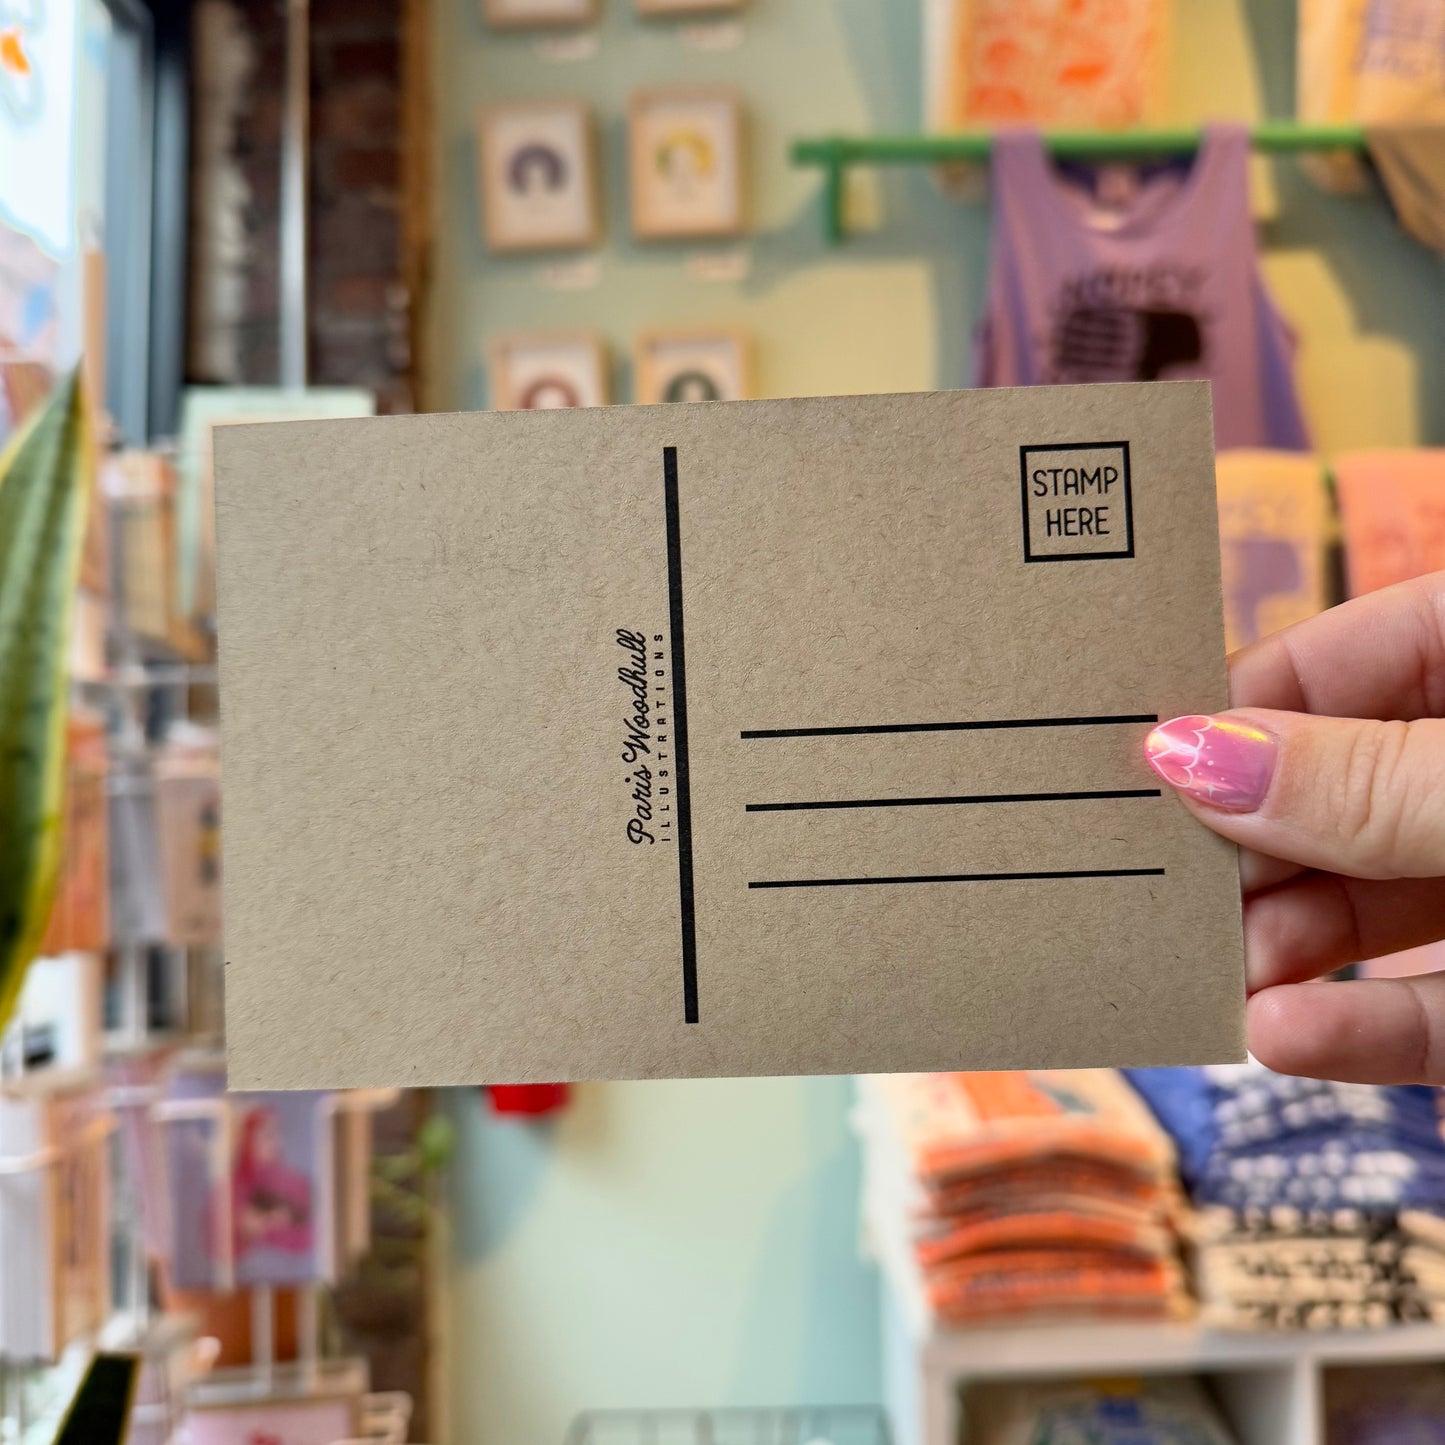 STAMP
HERE
Paris Woodhull
ILLUSTRATIONS